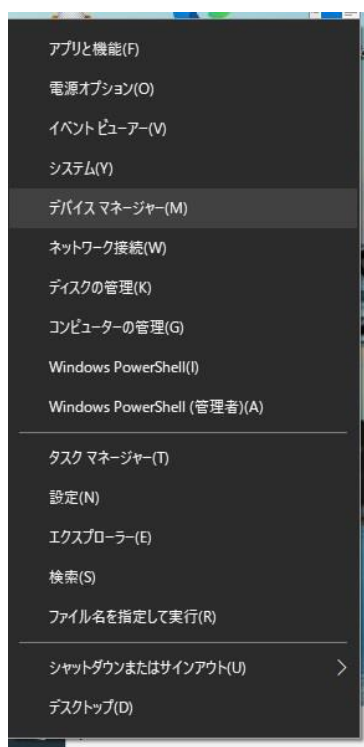 アプリと機能(F)
電源オプション(O)
イベント ビューアー(V)
システム(Y)
デバイス マネージャー(M)
ネットワーク接続(W)
ディスクの管理(K)
コンピューターの管理(G)
Windows PowerShell(I)
Windows PowerShell (管理者)(A)
タスク マネージャー(T)
設定(N)
エクスプローラー(E)
検索(S)
ファイル名を指定して実行(R)
シャットダウンまたはサインアウト(U)
デスクトップ(D)